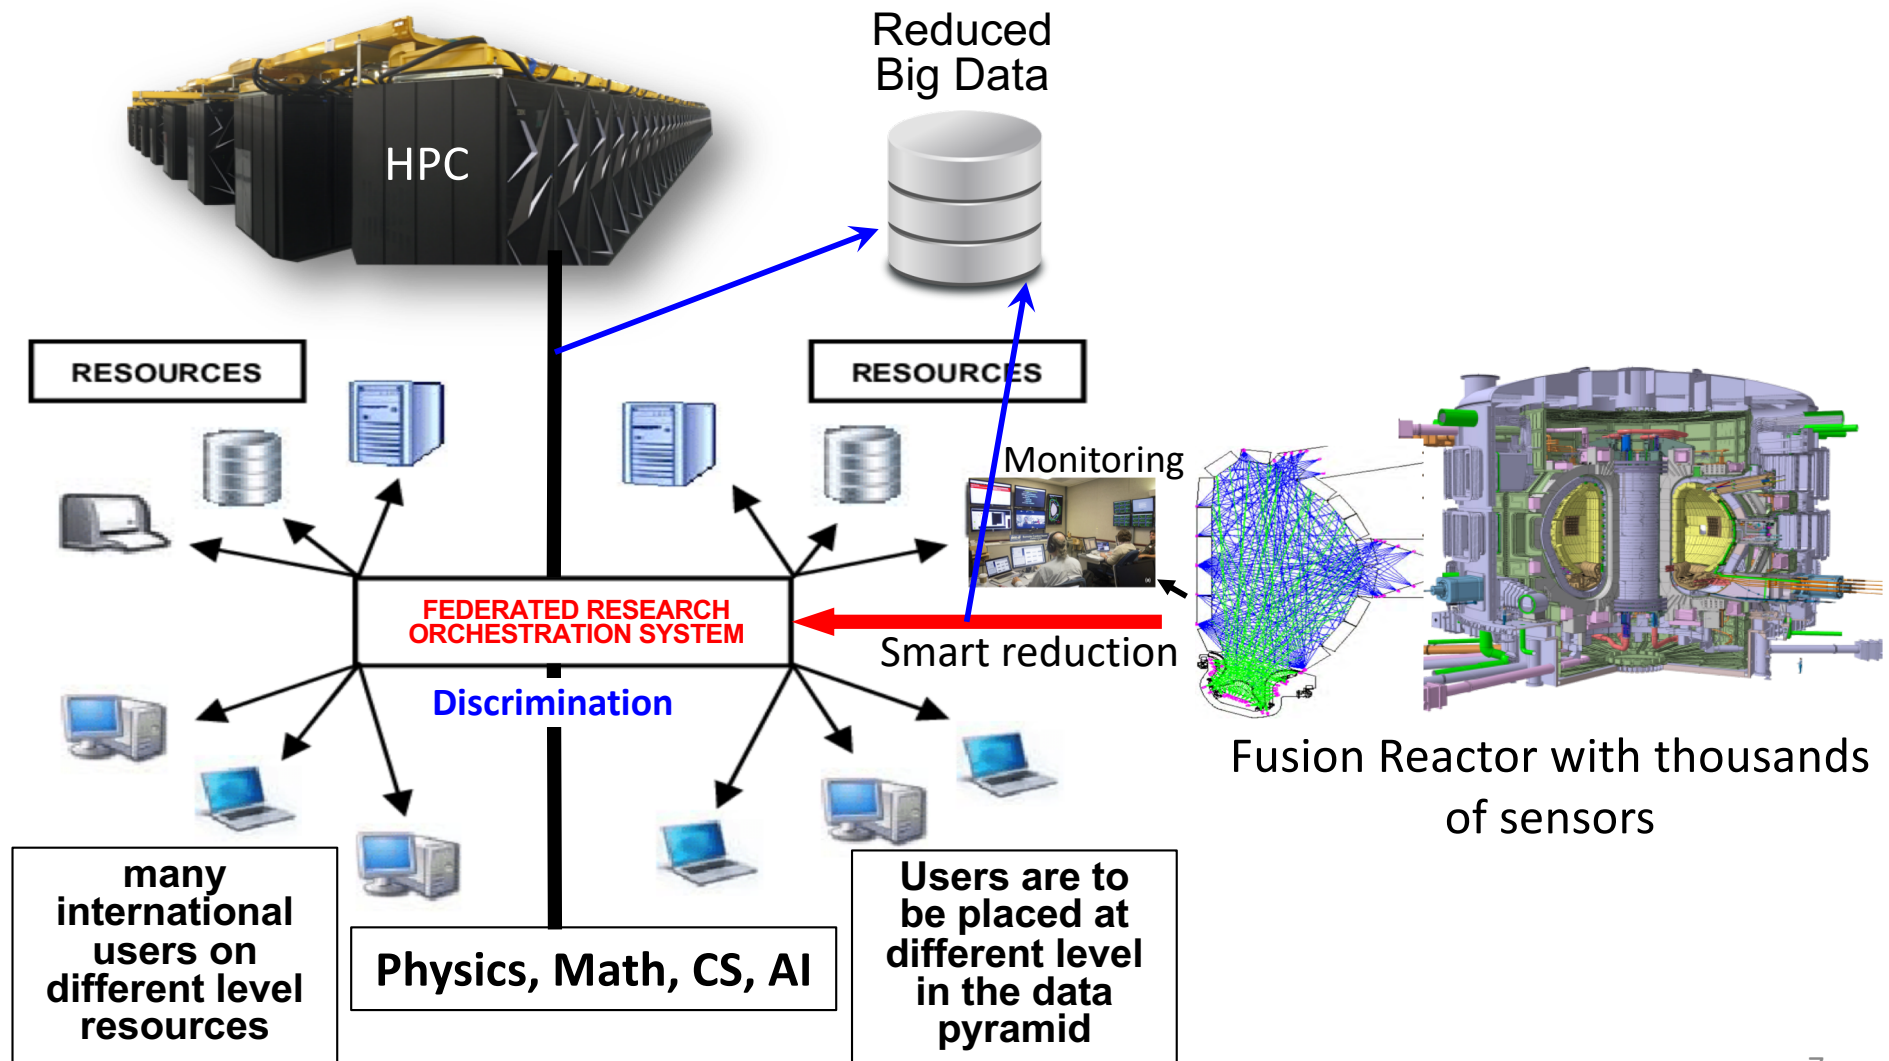 Reduced
Big Data
HPC
RESOURCES
RESOURCES
Monitoring
FEDERATED RESEARCH
ORCHESTRATION SYSTEM
Smart reduction
Discrimination
Fusion Reactor with thousands
of sensors
many
international
users on
different level
resources
Physics, Math, CS, AI
Users are to
be placed at
different level
in the data
pyramid